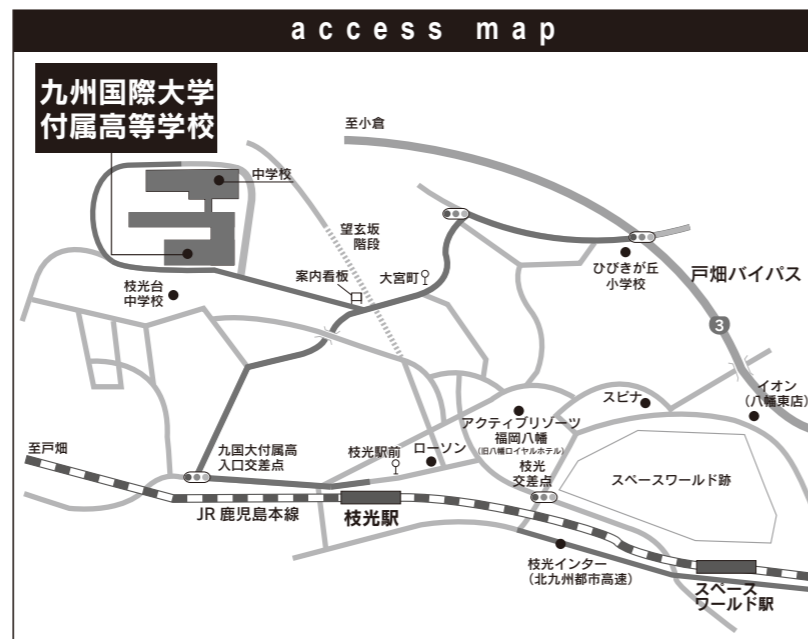 access map
九州国際大学
付属高等学校
至小倉
中学校
望玄坂
階段
案内看板
大宮町
ひびきが丘
小学校
戸畑バイパス
3
枝光台
中学校
イオン
（八幡東店）
スピナ
アクティブリゾーツ
福岡八幡
（旧八幡ロイヤルホテル）
至戸畑
九国大付属高
入口交差点
枝光駅前
ローソン
枝光
交差点
スペースワールド跡
JR 鹿児島本線
枝光駅
枝光インター
（北九州都市高速）
スペース
ワールド駅